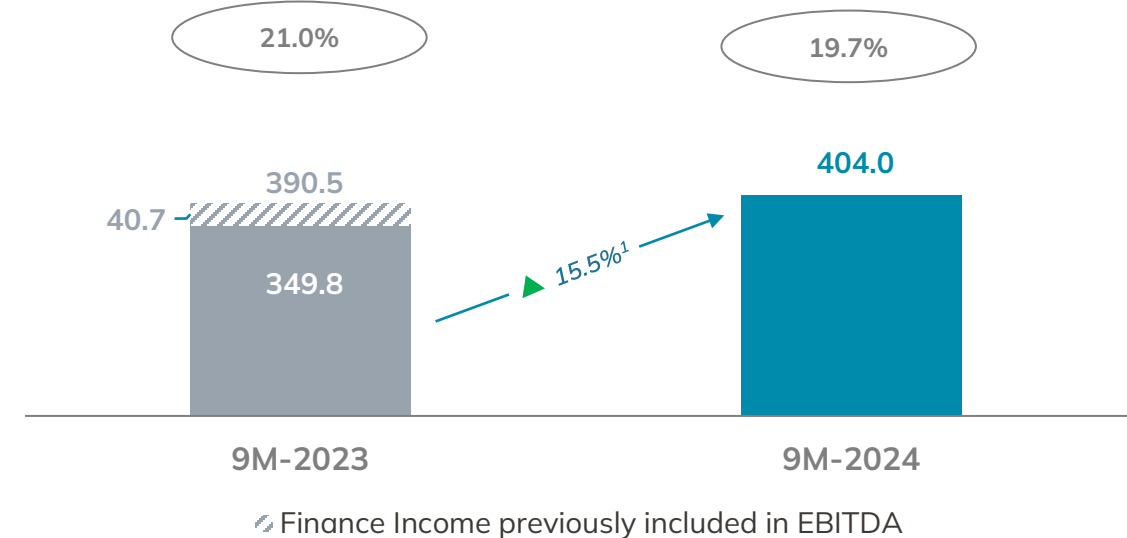 21.0%
19.7%
404.0
390.5
40.7
15.5%¹
349.8
9M-2023
9M-2024
Finance Income previously included in EBITDA